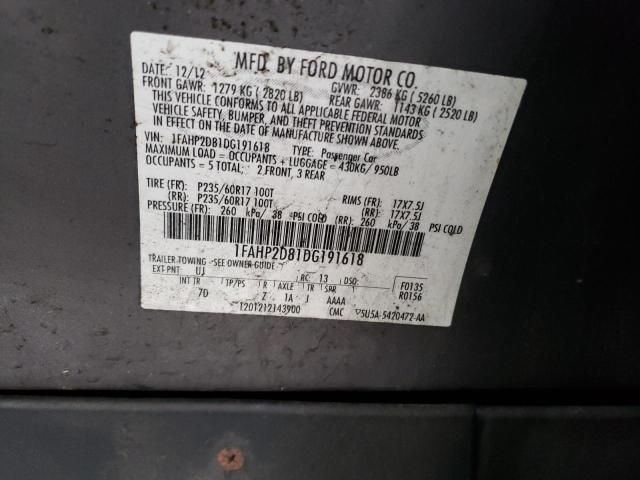 MFD. BY FORD MOTOR CO.
DATE: 12/12 GVWR: 2386 KG ( 5260 LB)
FRONT GAWR: 1279 KG ( 2820 LB) REAR GAWR: 1143 KG ( 2520 LB)
THIS VEHICLE CONFORMS TO ALL APPLICABLE FEDERAL MOTOR
VEHICLE SAFETY, BUMPER, AND THEFT PREVENTION STANDARDS
IN EFFECT ON THE DATE OF MANUFACTURE SHOWN ABOVE.
VIN: 1FAHP2D81DG191618 TYPE: Passenger Car
MAXIMUM LOAD = OCCUPANTS + LUGGAGE = 430KG/ 950LB
OCCUPANTS = 5 TOTAL, 2 FRONT, 3 REAR
TIRE (FR): P235/60R17 100T RIMS (FR): 17X7.5J
(RR): P235/60R17 100T (RR): 17X7.5J
PRESSURE (FR): 260 kPa/ 38 PSI COLD (RR): 260 kPa/ 38 PSI COLD
1FAHP2D81DG191618
TRAILER TOWING - SEE OWNER GUIDE
EXT PNT UJ RC: 13 DSO: F0135
INT TR TP/PS R AXLE TR SPR R0156
7D Z 1A J AAAA
1201212143900 CMC 5U5A-5420472-AA